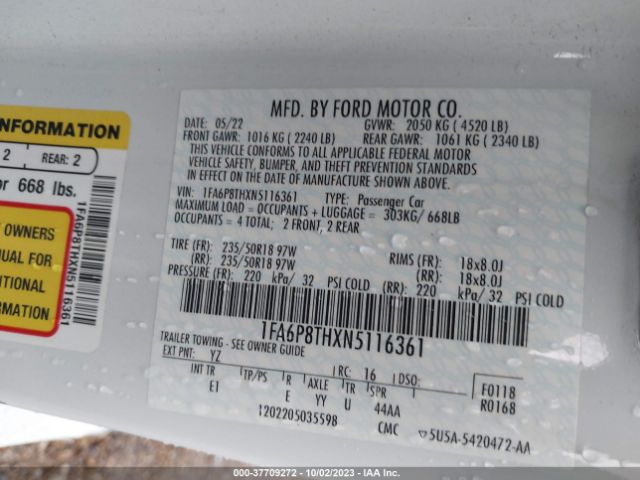 NFORMATION
2 REAR: 2
or 668 lbs.
OWNERS
NUAL FOR
ITIONAL
RMATION
1FA6P8THXN5116361
MFD. BY FORD MOTOR CO.
DATE: 05/22 GVWR: 2050 KG ( 4520 LB)
FRONT GAWR: 1016 KG ( 2240 LB) REAR GAWR: 1061 KG ( 2340 LB)
THIS VEHICLE CONFORMS TO ALL APPLICABLE FEDERAL MOTOR
VEHICLE SAFETY, BUMPER, AND THEFT PREVENTION STANDARDS
IN EFFECT ON THE DATE OF MANUFACTURE SHOWN ABOVE.
VIN: 1FA6P8THXN5116361 TYPE: Passenger Car
MAXIMUM LOAD = OCCUPANTS + LUGGAGE = 303KG/ 668LB
OCCUPANTS = 4 TOTAL; 2 FRONT, 2 REAR
TIRE (FR): 235/50R18 97W RIMS (FR): 18x8.0J
(RR): 235/50R18 97W (RR): 18x8.0J
PRESSURE (FR): 220 kPa/ 32 PSI COLD (RR): 220 kPa/ 32 PSI COLD
1FA6P8THXN5116361
TRAILER TOWING - SEE OWNER GUIDE
EXT PNT: YZ RC: 16 DSO: F0118
INT TR TP/PS R AXLE TR SPR R0168
E1 E YY U 44AA
1202205035598 CMC 5U5A-5420472-AA
000-37709272 - 10/02/2023 - IAA Inc.